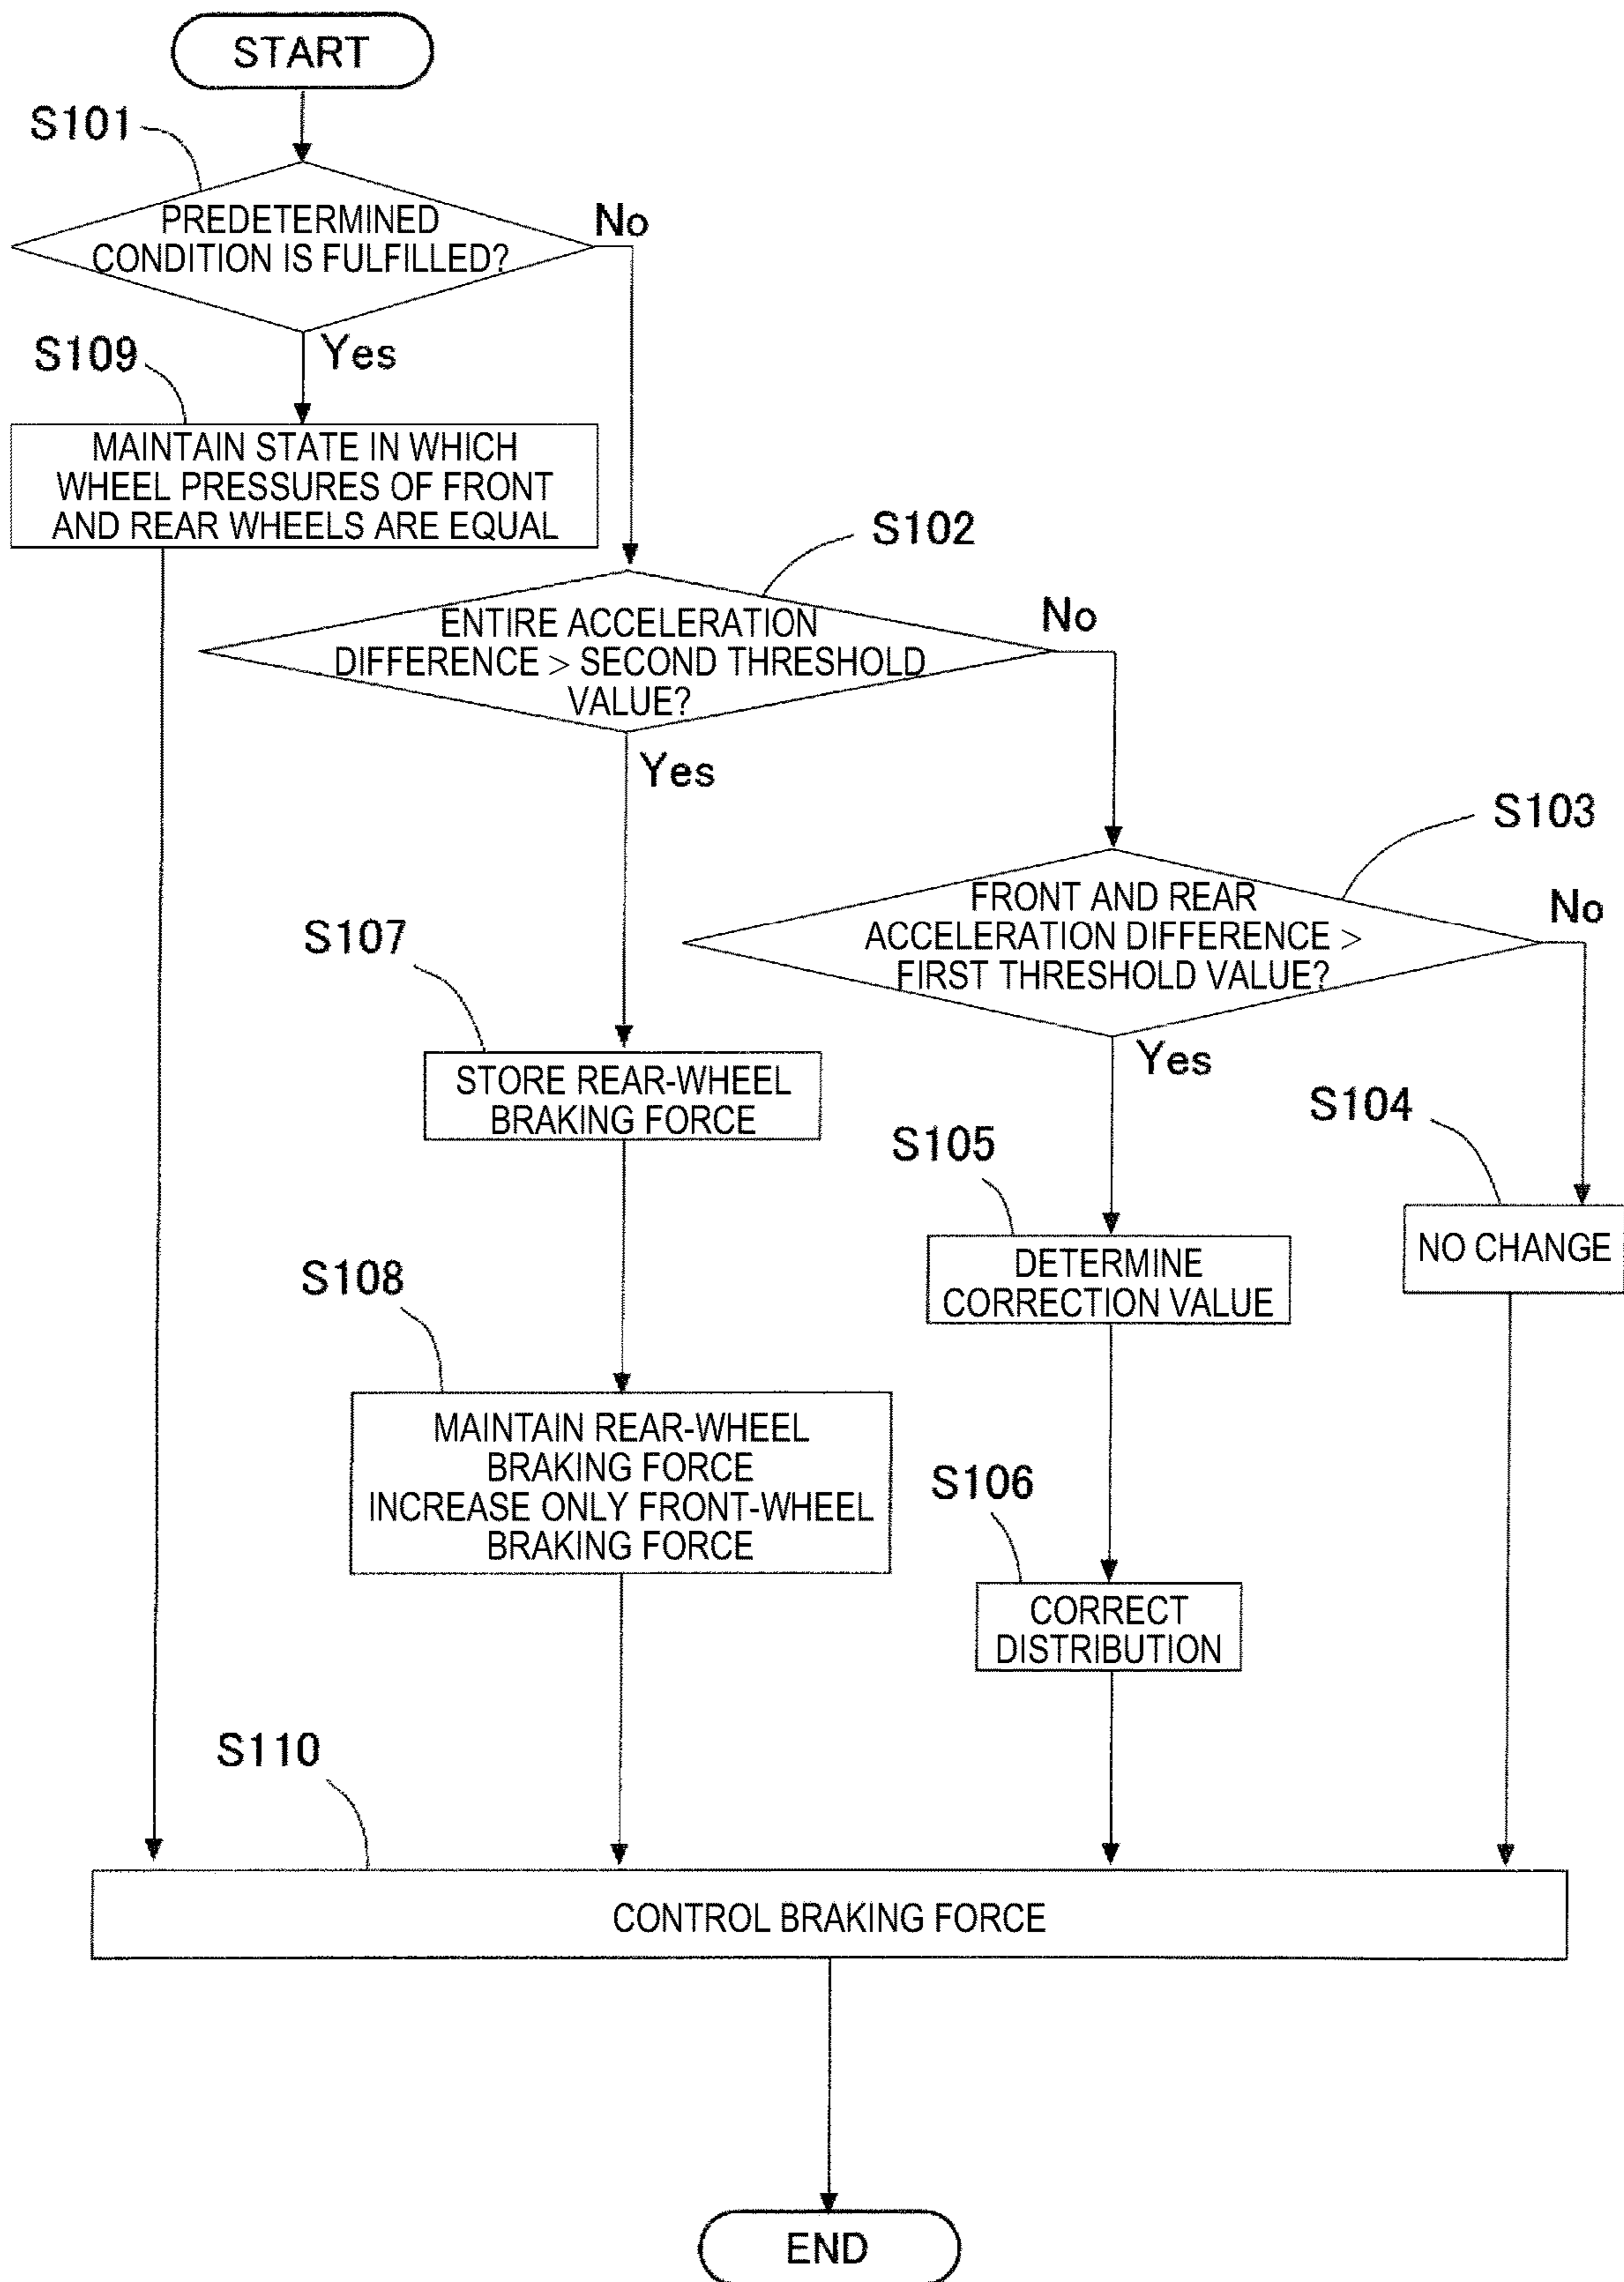 START
S101
PREDETERMINED
CONDITION IS FULFILLED?
No
Yes
S109
MAINTAIN STATE IN WHICH
WHEEL PRESSURES OF FRONT
AND REAR WHEELS ARE EQUAL
S102
ENTIRE ACCELERATION
DIFFERENCE > SECOND THRESHOLD
VALUE?
No
Yes
S103
FRONT AND REAR
ACCELERATION DIFFERENCE >
FIRST THRESHOLD VALUE?
No
Yes
S107
STORE REAR-WHEEL
BRAKING FORCE
S104
NO CHANGE
S105
DETERMINE
CORRECTION VALUE
S108
MAINTAIN REAR-WHEEL
BRAKING FORCE
INCREASE ONLY FRONT-WHEEL
BRAKING FORCE
S106
CORRECT
DISTRIBUTION
S110
CONTROL BRAKING FORCE
END